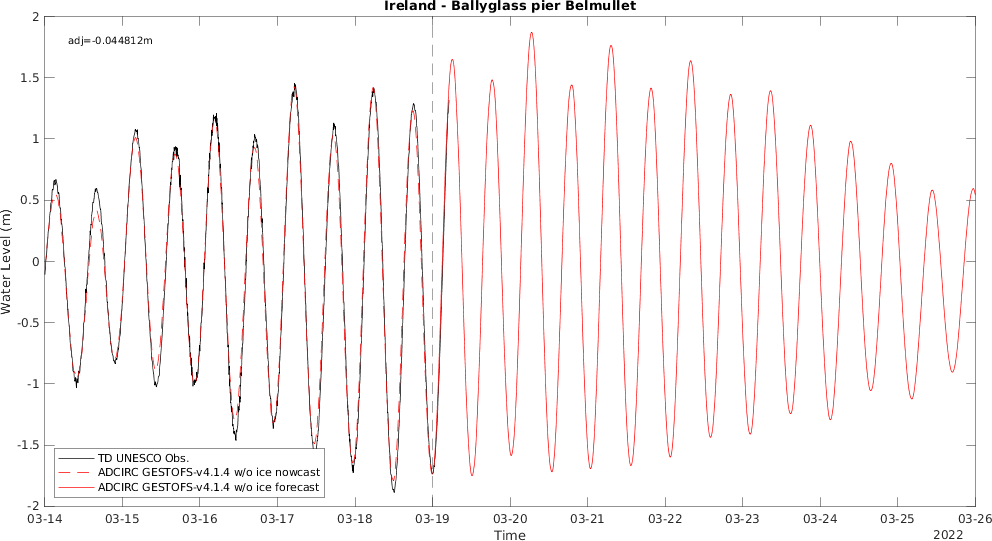 Ireland - Ballyglass pier Belmullet
adj=-0.044812m
2
1.5
1
0.5
0
-0.5
-1
-1.5
-2
Water Level (m)
TD UNESCO Obs.
ADCIRC GESTOFS-v4.1.4 w/o ice nowcast
ADCIRC GESTOFS-v4.1.4 w/o ice forecast
03-14 03-15 03-16 03-17 03-18 03-19 03-20 03-21 03-22 03-23 03-24 03-25 03-26
Time
2022